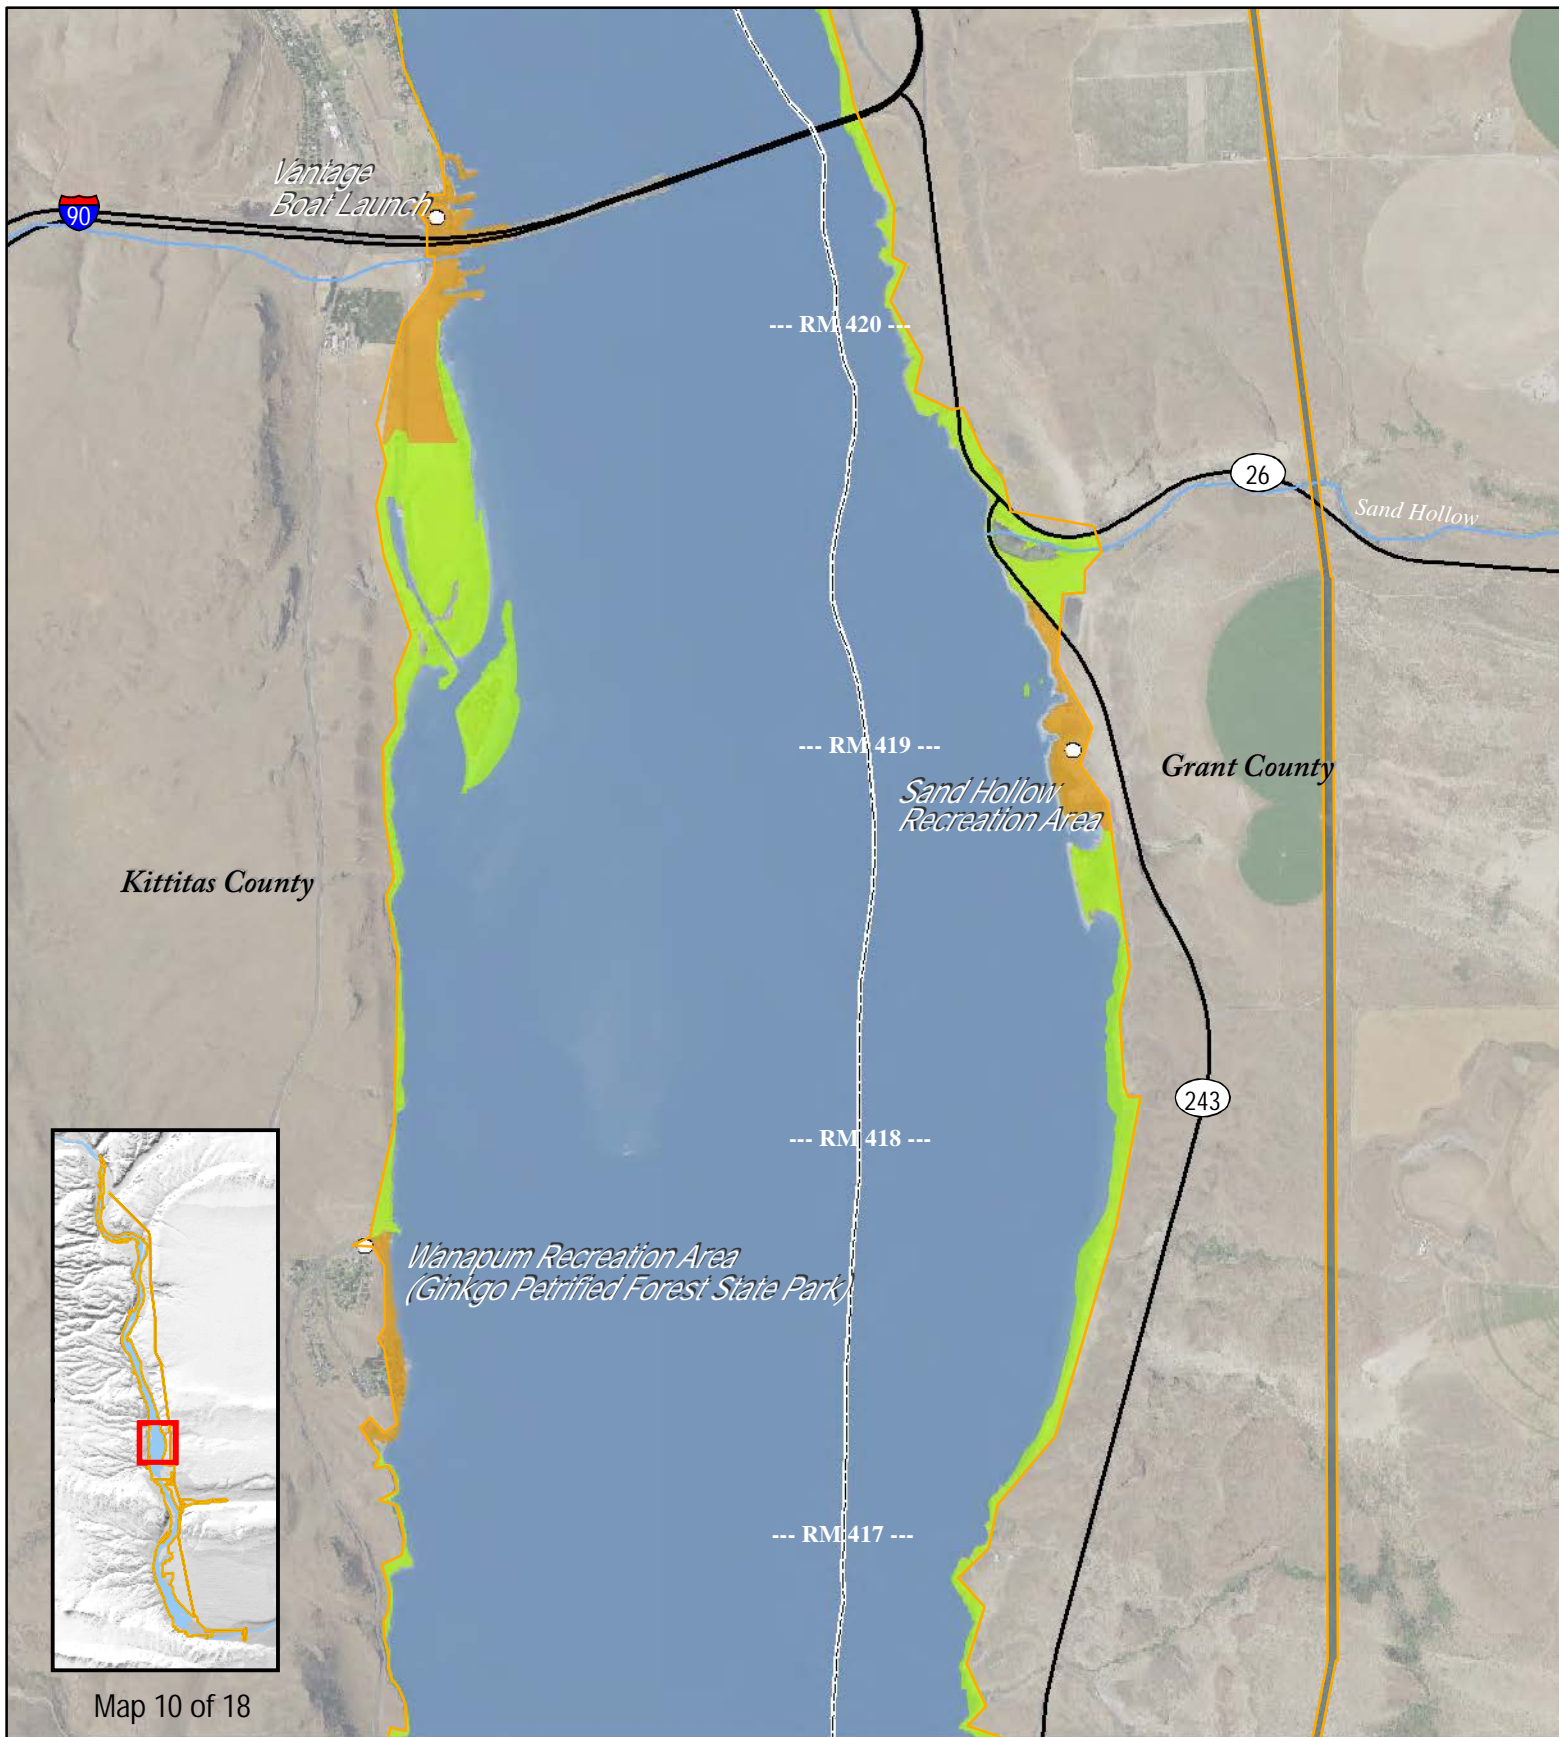 Vantage
Boat Launch
90
--- RM 420 ---
26
Sand Hollow
--- RM 419 ---
Grant County
Sand Hollow
Recreation Area
Kittitas County
243
--- RM 418 ---
Wanapum Recreation Area
(Ginkgo Petrified Forest State Park)
--- RM 417 ---
Map 10 of 18